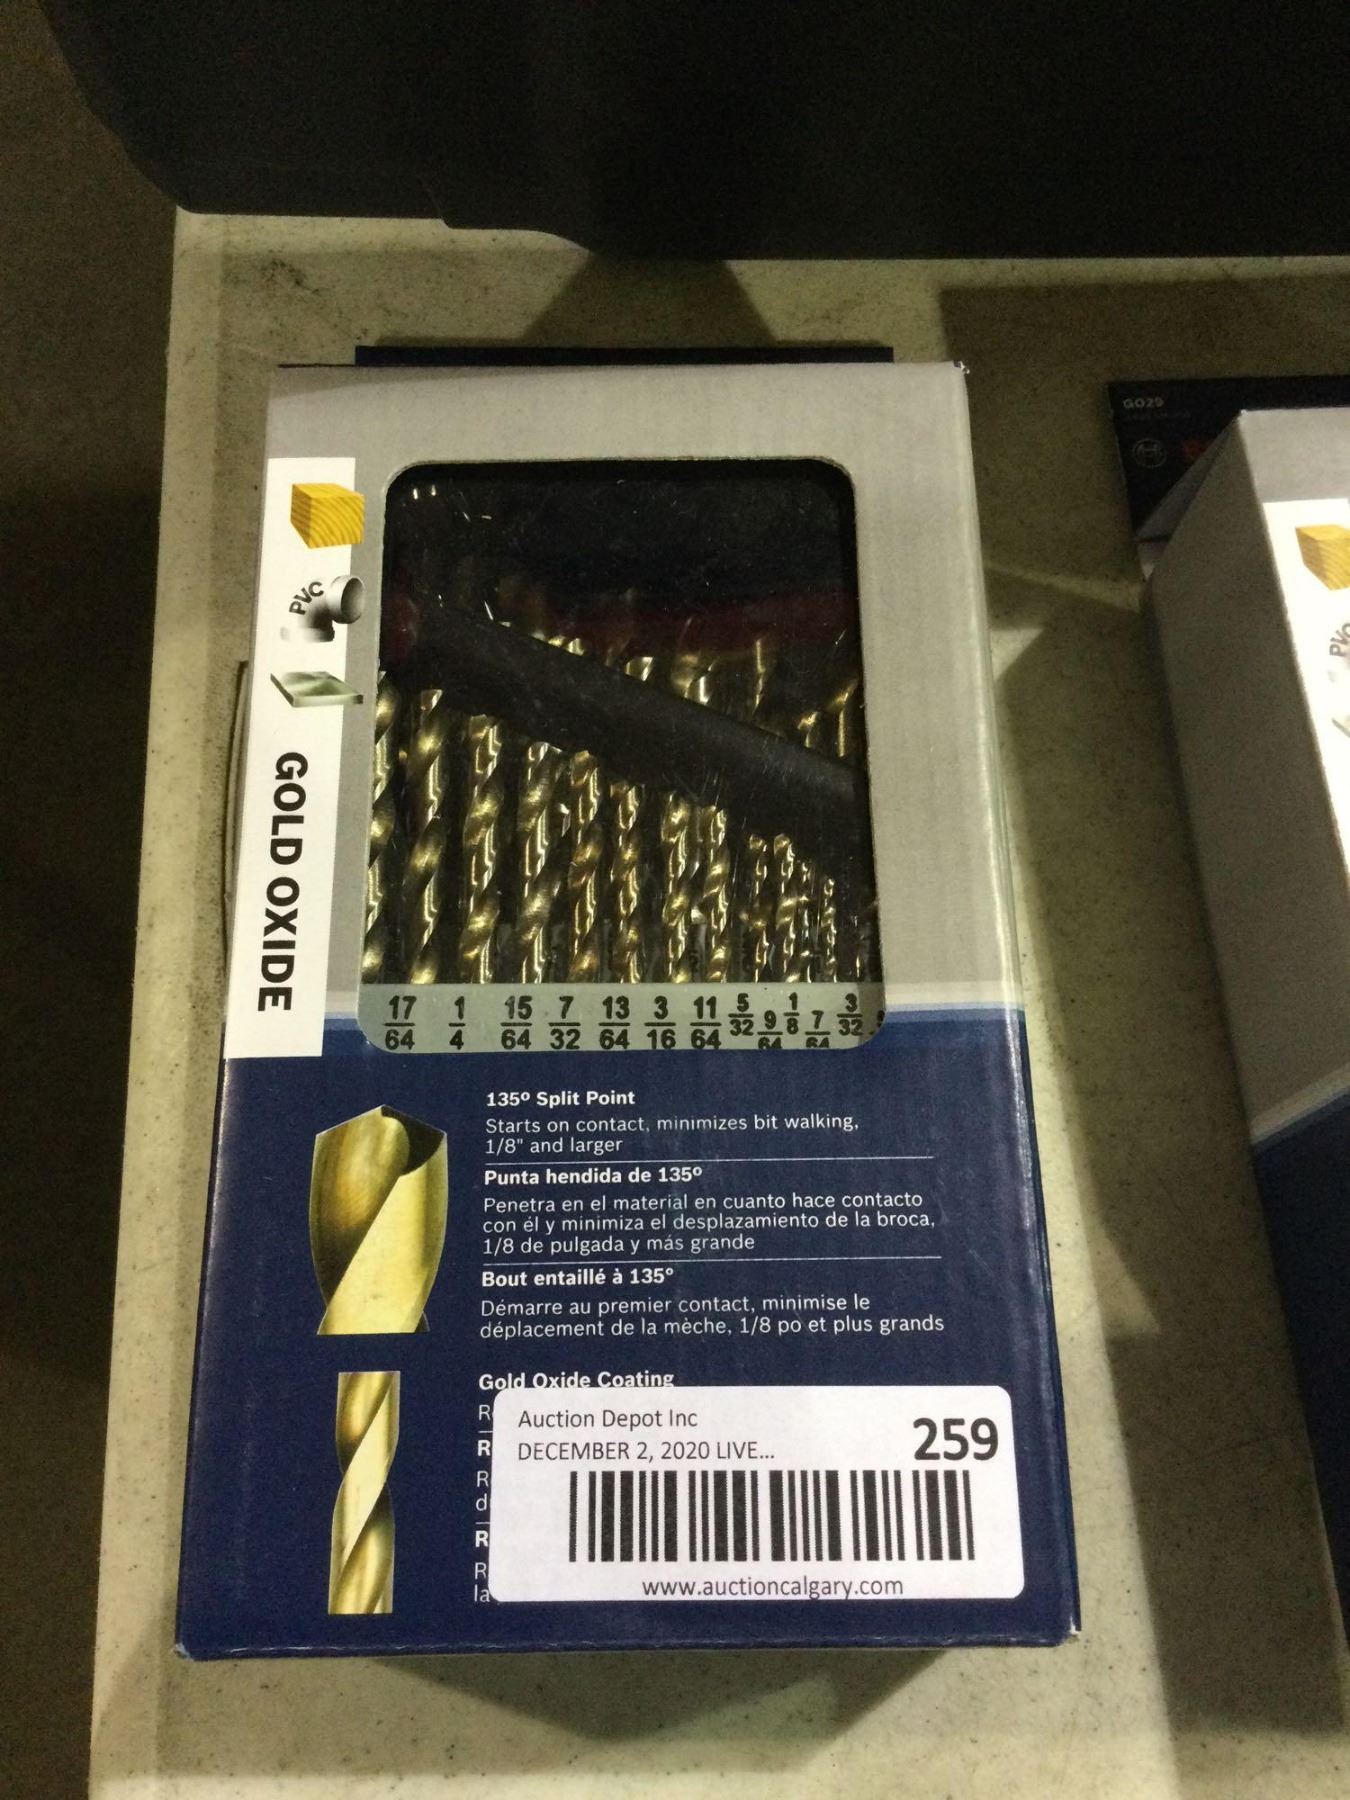 GO29
PVC
PVC
GOLD OXIDE
17/64 1/4 15/64 7/32 13/64 3/16 11/64 5/32 9/64 1/8 7/64 3/32
135º Split Point
Starts on contact, minimizes bit walking,
1/8" and larger
Punta hendida de 135º
Penetra en el material en cuanto hace contacto
con él y minimiza el desplazamiento de la broca,
1/8 de pulgada y más grande
Bout entaillé à 135°
Démarre au premier contact, minimise le
déplacement de la mèche, 1/8 po et plus grands
Gold Oxide Coating
Auction Depot Inc
259
DECEMBER 2, 2020 LIVE...
www.auctioncalgary.com